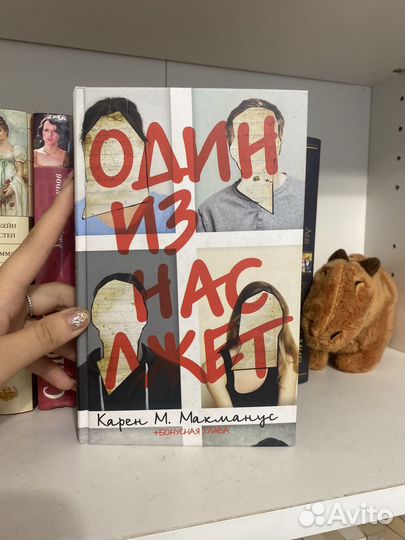 ОДИН
ИЗ
НАС
ЛЖЕТ
Карен М. Макманус
+БОНУСНАЯ ГЛАВА
Avito